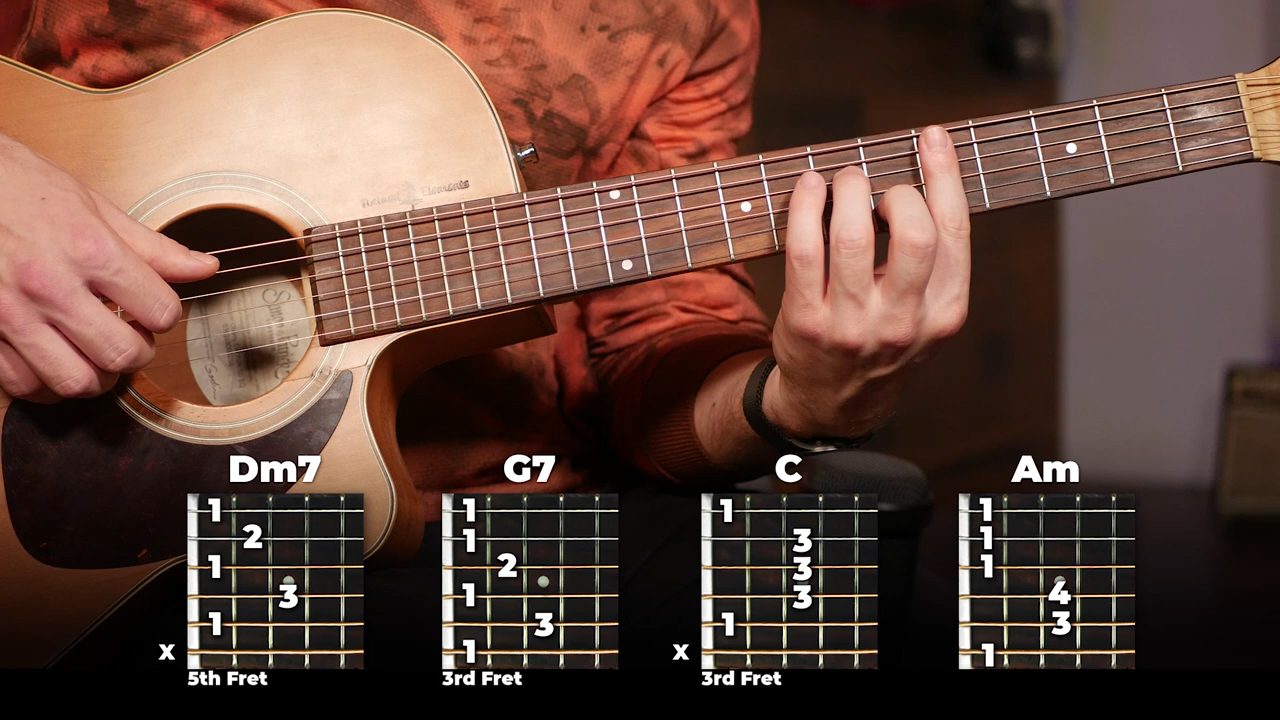 Elements
Dm7 G7 C Am
1 1 1 1
2 1 3 1
1 2 3 1
3 1 3 4
1 3 1 3
x 1 x 1
5th Fret 3rd Fret 3rd Fret